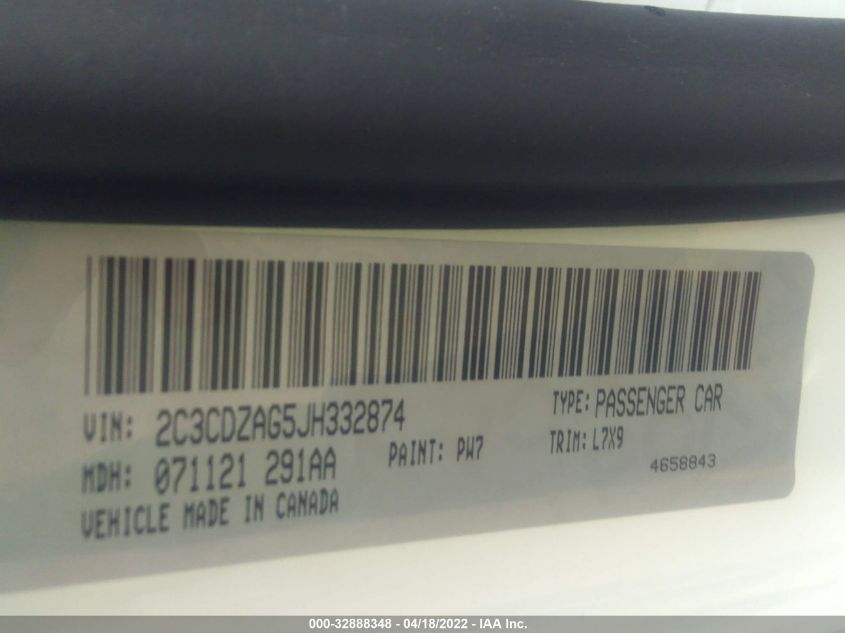 VIN: 2C3CDZAG5JH332874
TYPE: PASSENGER CAR
MDH: 071121 291AA
PAINT: PW7
TRIM: L7X9
4658843
VEHICLE MADE IN CANADA
000-32888348 - 04/18/2022 - IAA Inc.